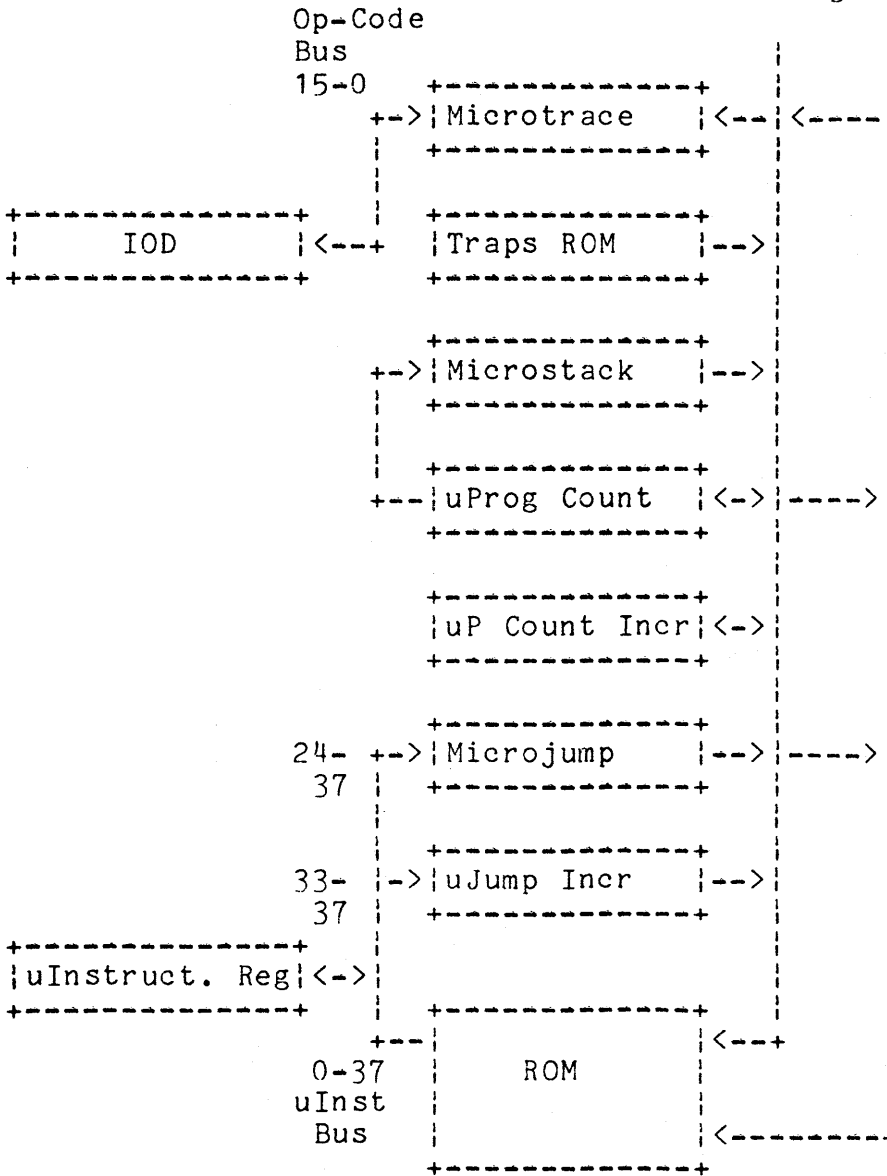 Op-Code
Bus
15-0
Microtrace
IOD
Traps ROM
Microstack
uProg Count
uP Count Incr
24-
37
Microjump
33-
37
uJump Incr
uInstruct. Reg
0-37
uInst
Bus
ROM